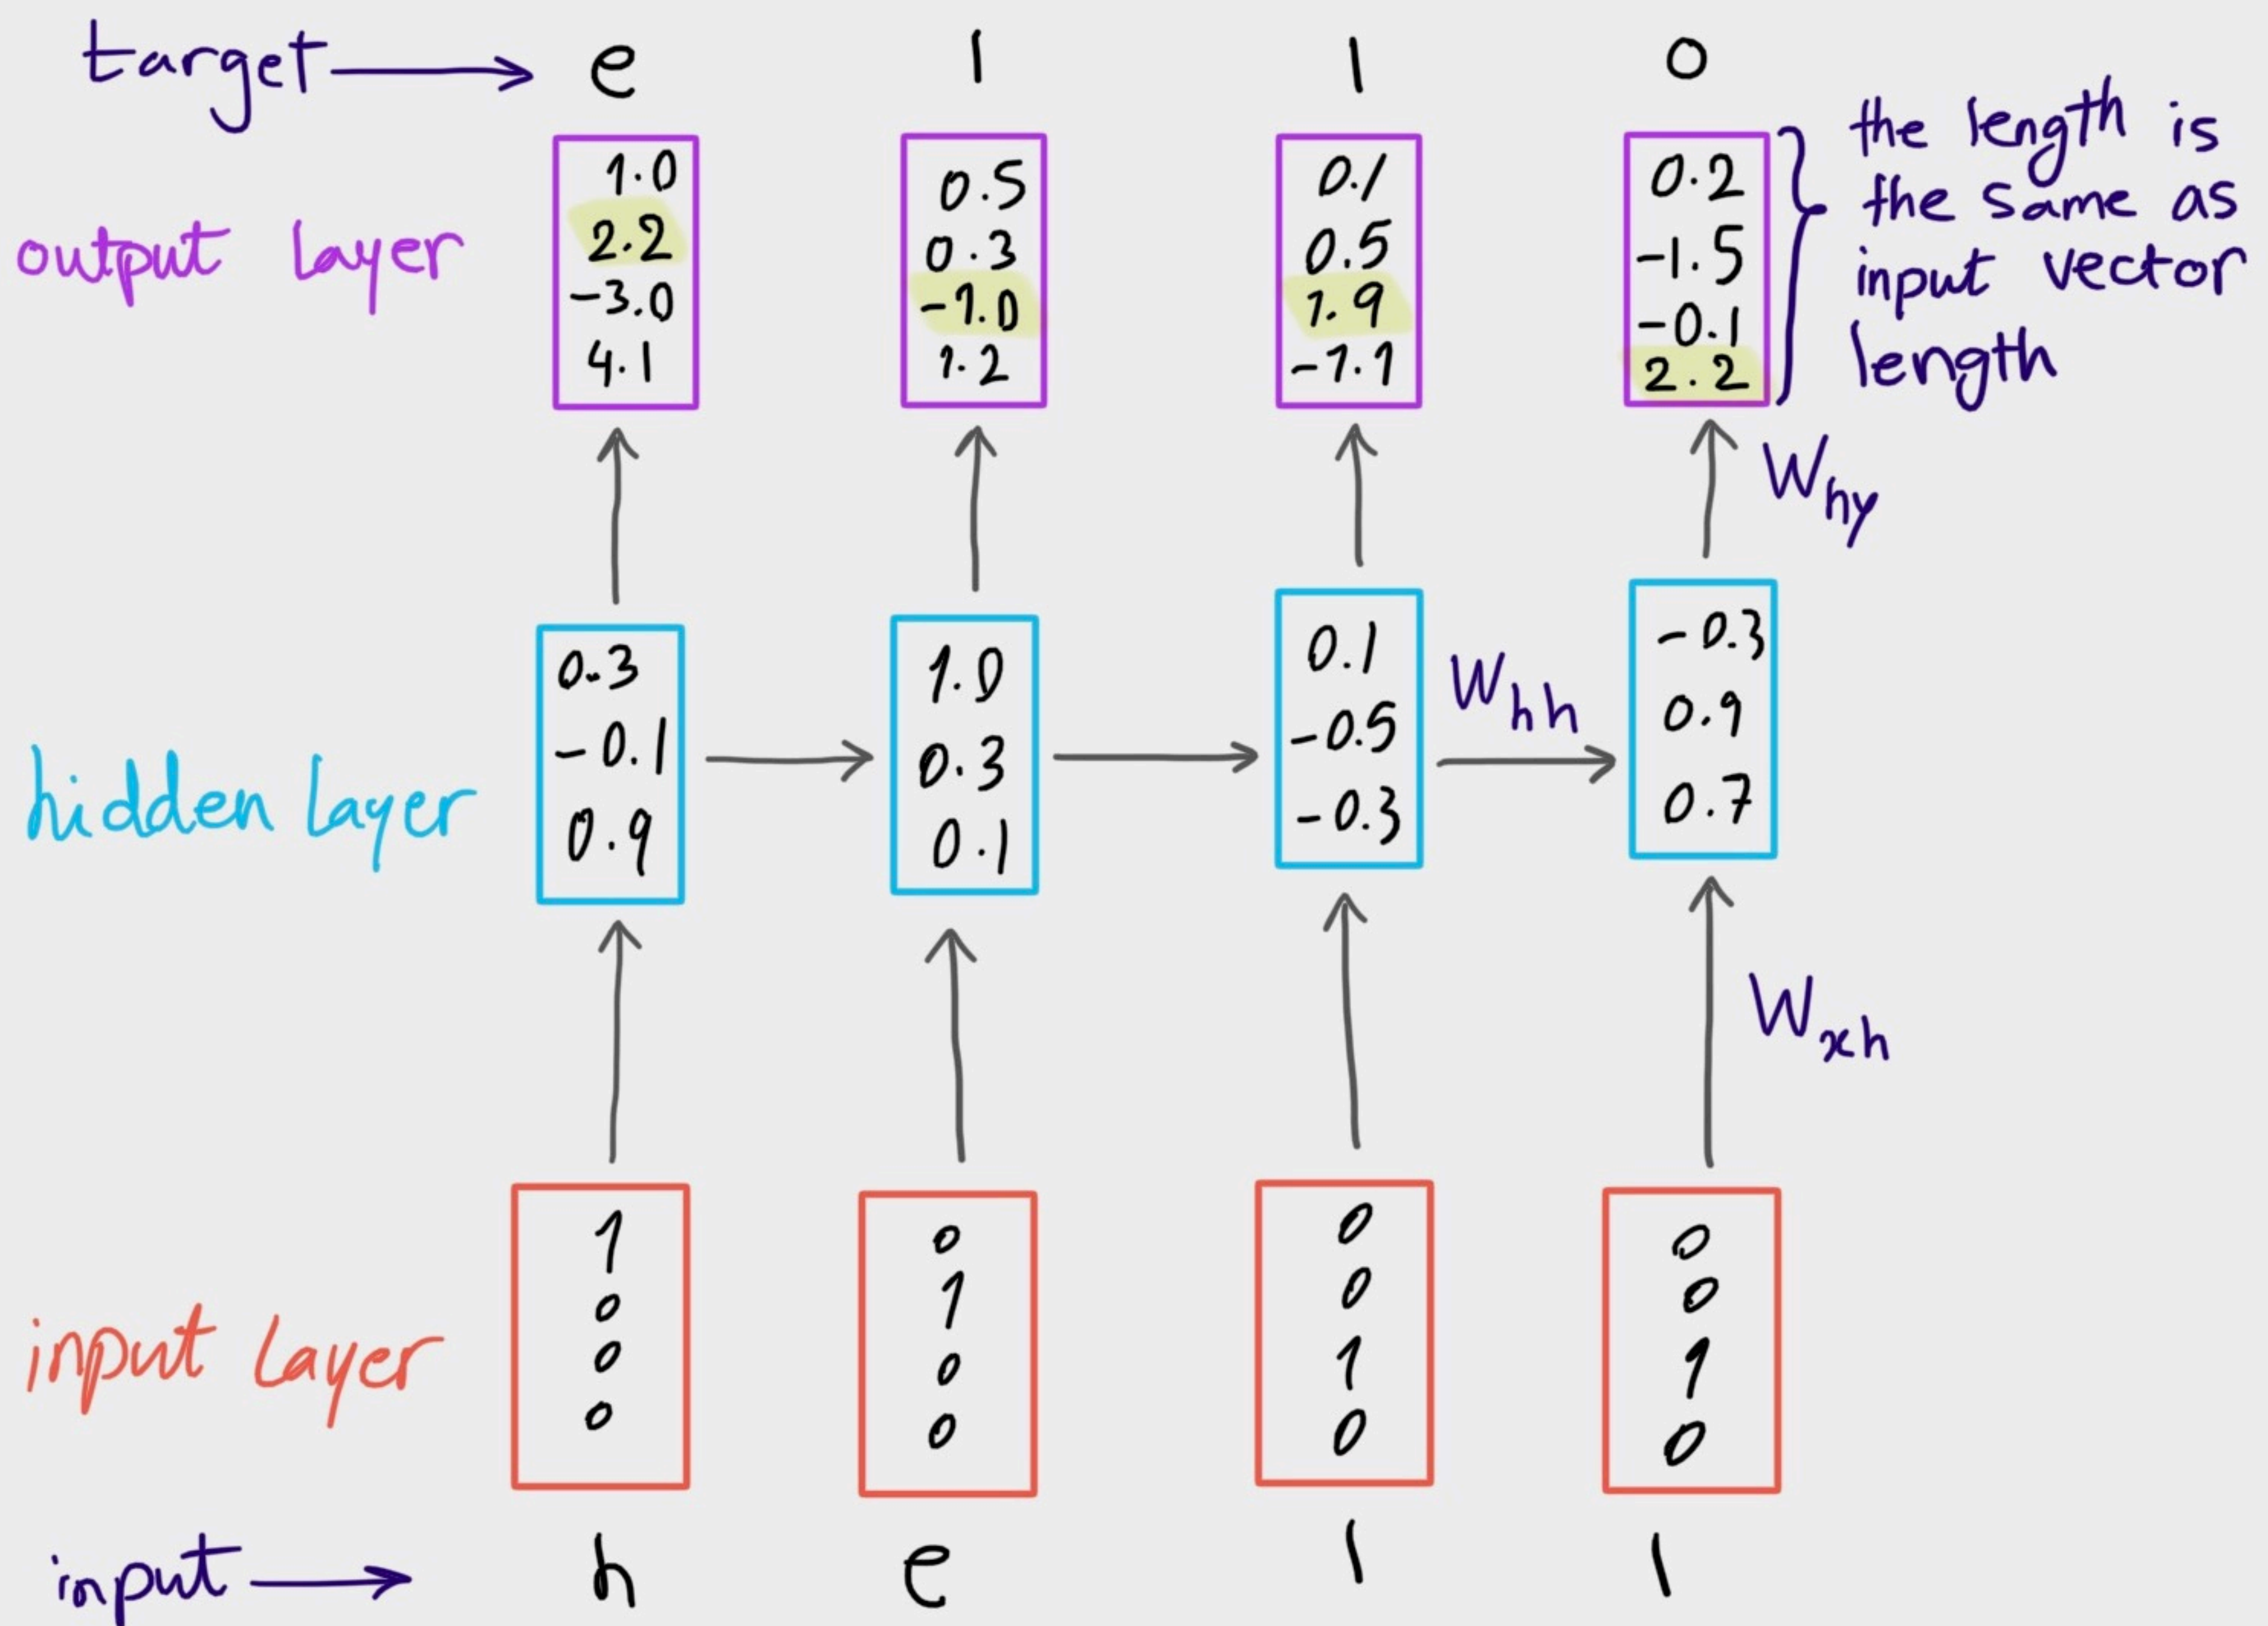 target → e l l o
1.0 0.5 0.1 0.2
2.2 0.3 0.5 -1.5
-3.0 -1.0 1.9 -0.1
4.1 1.2 -1.1 2.2
output layer
the length is
the same as
input vector
length
Why
0.3 1.0 0.1 -0.3
-0.1 0.3 -0.5 0.9
0.9 0.1 -0.3 0.7
hidden layer
Whh
Wxh
1 0 0 0
0 1 0 0
0 0 1 1
0 0 0 0
input layer
input → h e l l